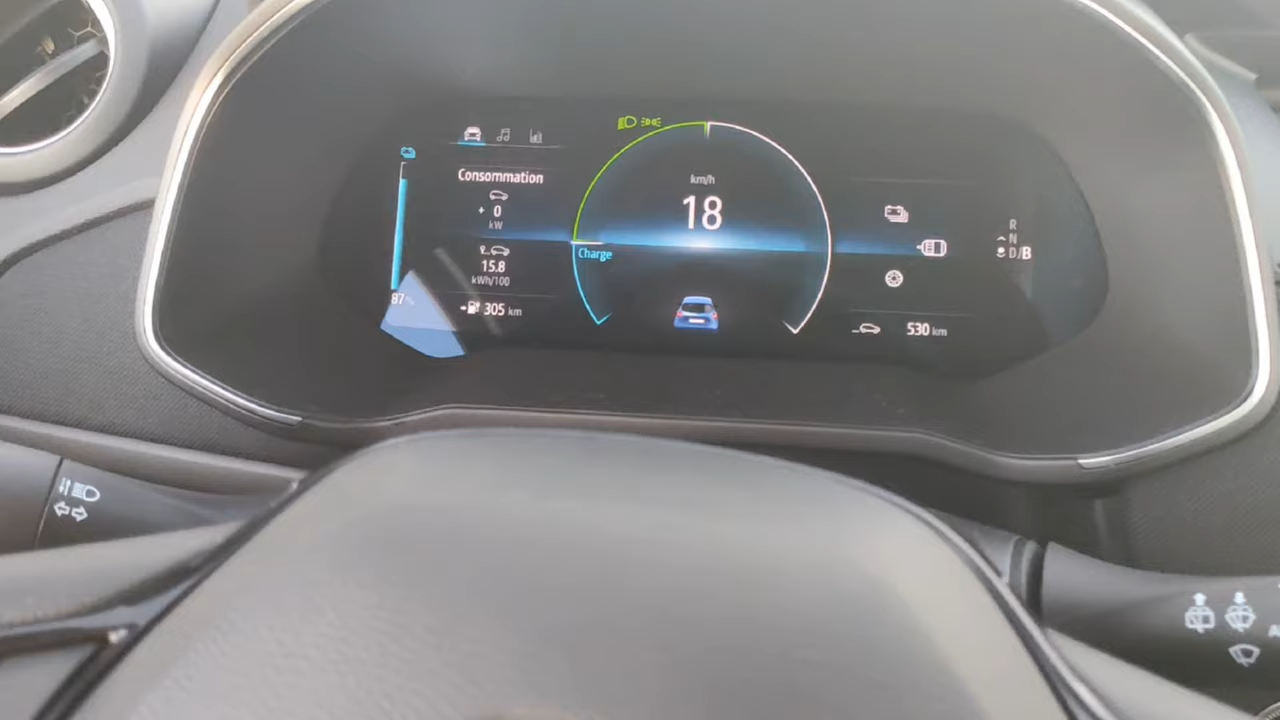 Consommation
+ 0
kW
15.8
kWh/100
87%
305 km
km/h
18
Charge
R
N
D/B
530 km